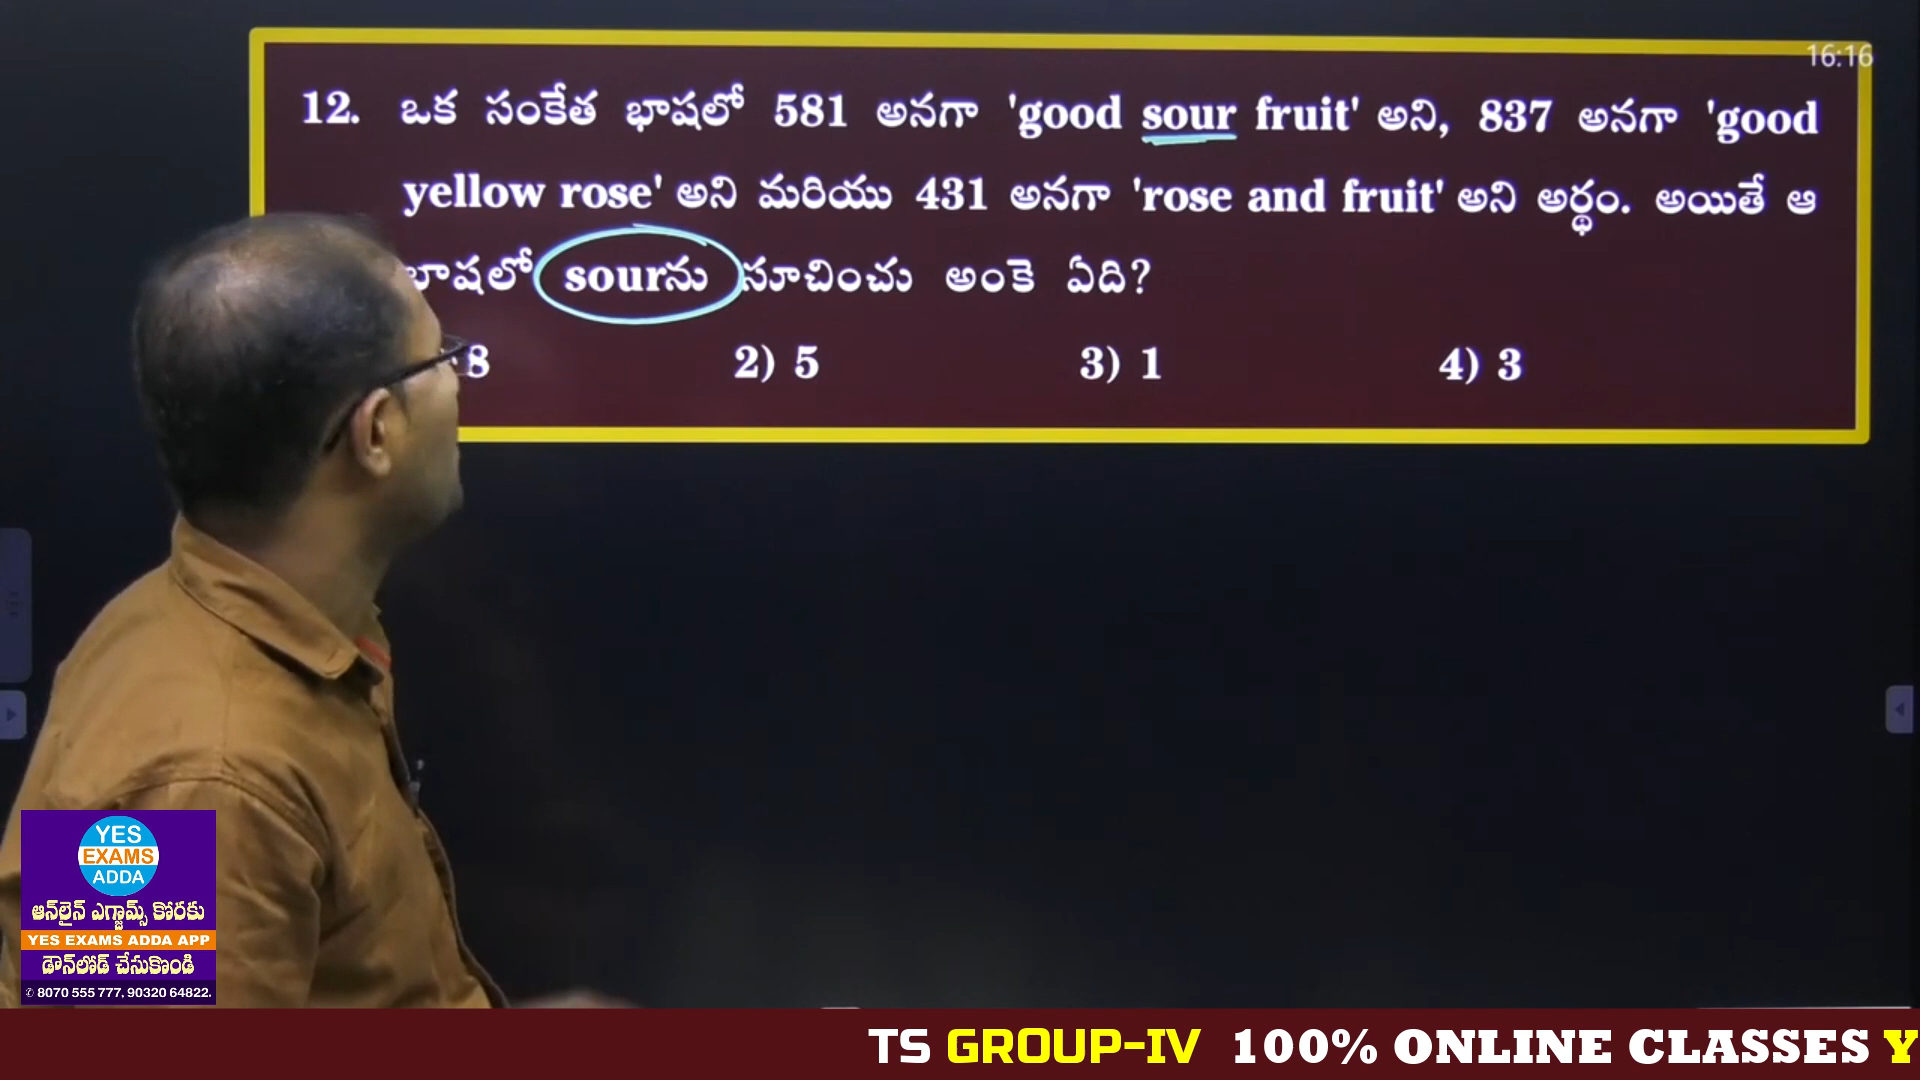 16:16
12. ఒక సంకేత భాషలో 581 అనగా 'good sour fruit' అని, 837 అనగా 'good
yellow rose' అని మరియు 431 అనగా 'rose and fruit' అని అర్థం. అయితే ఆ
భాషలో sourను సూచించు అంకె ఏది?
8 2) 5 3) 1 4) 3
YES
EXAMS
ADDA
ఆన్‌లైన్ ఎగ్జామ్స్ కోరకు
YES EXAMS ADDA APP
డౌన్‌లోడ్ చేసుకొండి
✆ 8070 555 777, 90320 64822.
TS GROUP-IV 100% ONLINE CLASSES Y